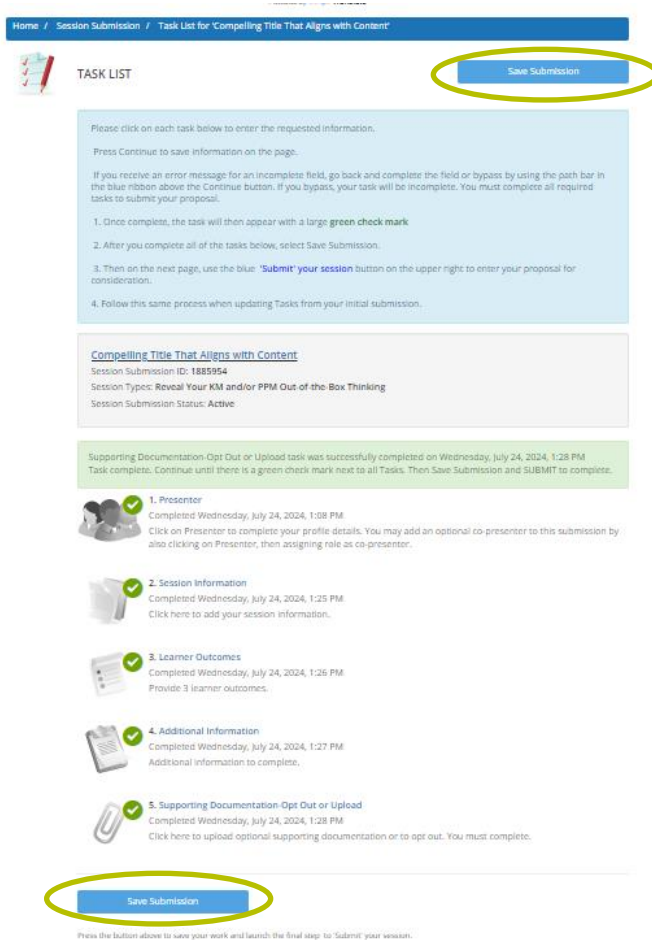 Home / Session Submission / Task List for 'Compelling Title That Aligns with Content'
TASK LIST
Save Submission
Please click on each task below to enter the requested information.
Press Continue to save information on the page.
If you receive an error message for an incomplete field, go back and complete the field or bypass by using the path bar in
the blue ribbon above the Continue button. If you bypass, your task will be incomplete. You must complete all required
tasks to submit your proposal.
1. Once complete, the task will then appear with a large green check mark
2. After you complete all of the tasks below, select Save Submission.
3. Then on the next page, use the blue 'Submit' your session button on the upper right to enter your proposal for
consideration.
4. Follow this same process when updating Tasks from your initial submission.
Compelling Title That Aligns with Content
Session Submission ID: 1885954
Session Types: Reveal Your KM and/or PPM Out-of-the-Box Thinking
Session Submission Status: Active
Supporting Documentation-Opt Out or Upload task was successfully completed on Wednesday, July 24, 2024, 1:28 PM
Task complete. Continue until there is a green check mark next to all Tasks. Then Save Submission and SUBMIT to complete.
1. Presenter
Completed Wednesday, July 24, 2024, 1:08 PM
Click on Presenter to complete your profile details. You may add an optional co-presenter to this submission by
also clicking on Presenter, then assigning role as co-presenter.
2. Session Information
Completed Wednesday, July 24, 2024, 1:25 PM
Click here to add your session information.
3. Learner Outcomes
Completed Wednesday, July 24, 2024, 1:26 PM
Provide 3 learner outcomes.
4. Additional Information
Completed Wednesday, July 24, 2024, 1:27 PM
Additional information to complete.
5. Supporting Documentation-Opt Out or Upload
Completed Wednesday, July 24, 2024, 1:28 PM
Click here to upload optional supporting documentation or to opt out. You must complete.
Save Submission
Press the button above to save your work and launch the final step to 'Submit' your session.